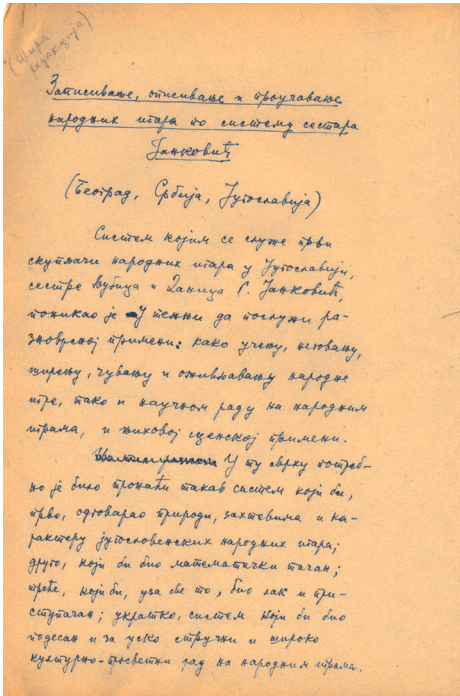 (Шира
редакција)
Записивање, описивање и проучавање
народних игара по систему сестара
Јанковић
(Београд, Србија, Југославија)
Систем којим се служе први
скупљачи народних игара у Југославији,
сестре Љубица и Даница С. Јанковић,
поникао је у тежњи да послужи ра-
зноврсној примени: како учењу, неговању,
ширењу, чувању и оживљавању народне
игре, тако и научном раду на народним
играма, и њиховој сценској примени.
У ту сврху потреб-
но је било пронаћи такав систем који би,
прво, одговарао природи, захтевима и ка-
рактеру југословенских народних игара;
друго, који би био математички тачан;
треће, који би, уза све то, био лак и при-
ступачан; укратко, систем који би био
подесан и за уско стручни и широко
културно-просветни рад на народним играма.